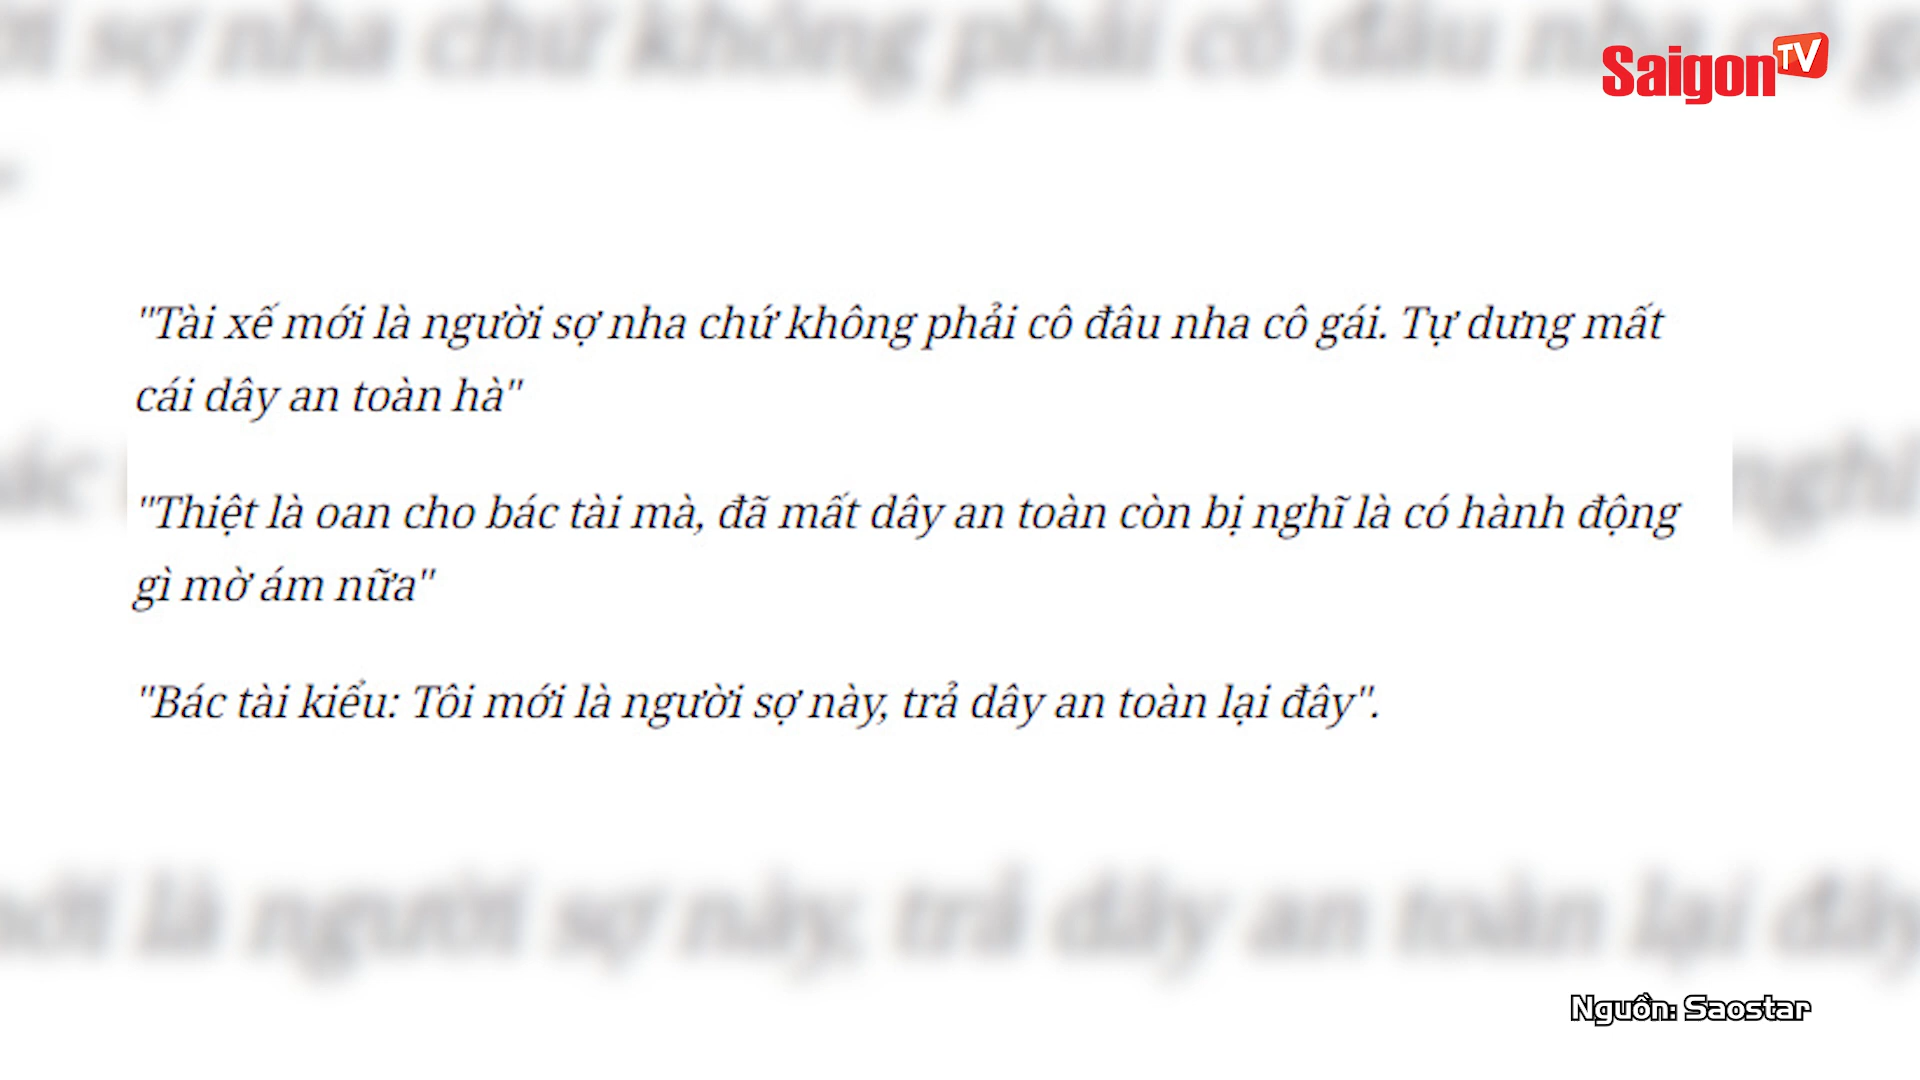 Saigon TV
"Tài xế mới là người sợ nha chứ không phải cô đâu nha cô gái. Tự dưng mất
cái dây an toàn hà"
"Thiệt là oan cho bác tài mà, đã mất dây an toàn còn bị nghĩ là có hành động
gì mờ ám nữa"
"Bác tài kiểu: Tôi mới là người sợ này, trả dây an toàn lại đây".
Nguồn: Saostar